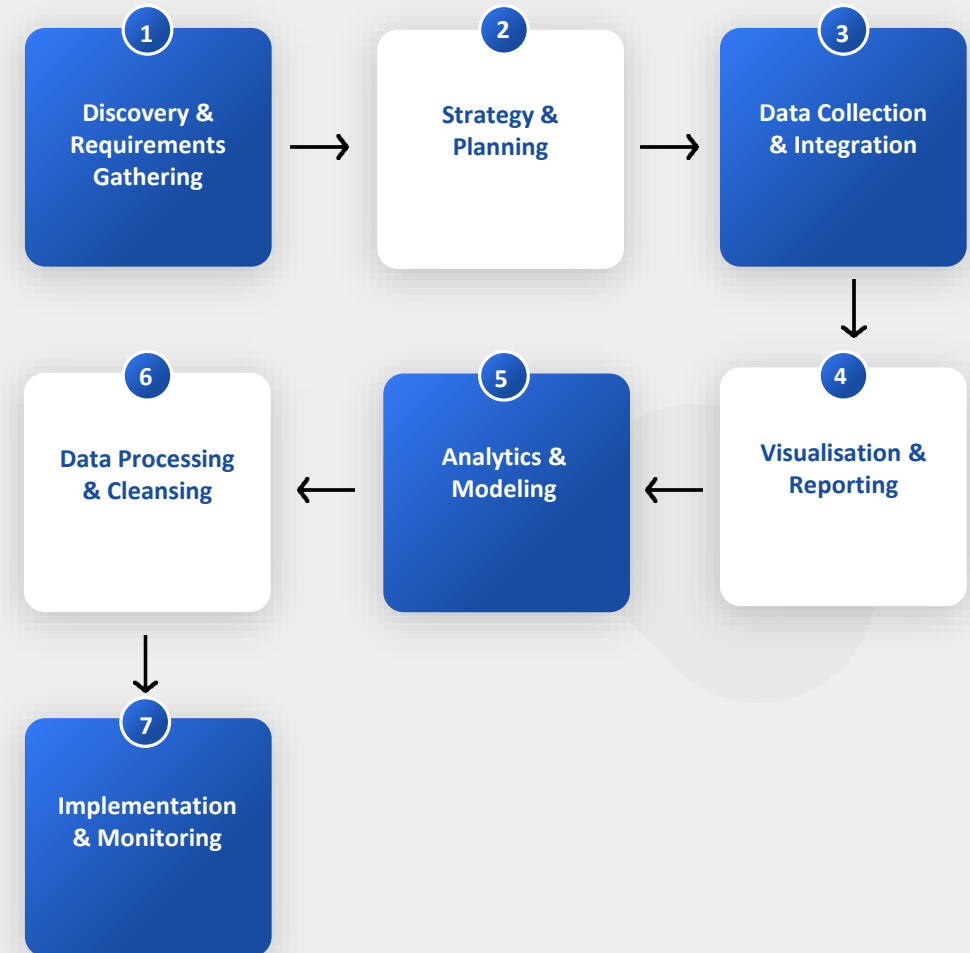 1
Discovery &
Requirements
Gathering
2
Strategy &
Planning
3
Data Collection
& Integration
4
Visualisation &
Reporting
5
Analytics &
Modeling
6
Data Processing
& Cleansing
7
Implementation
& Monitoring